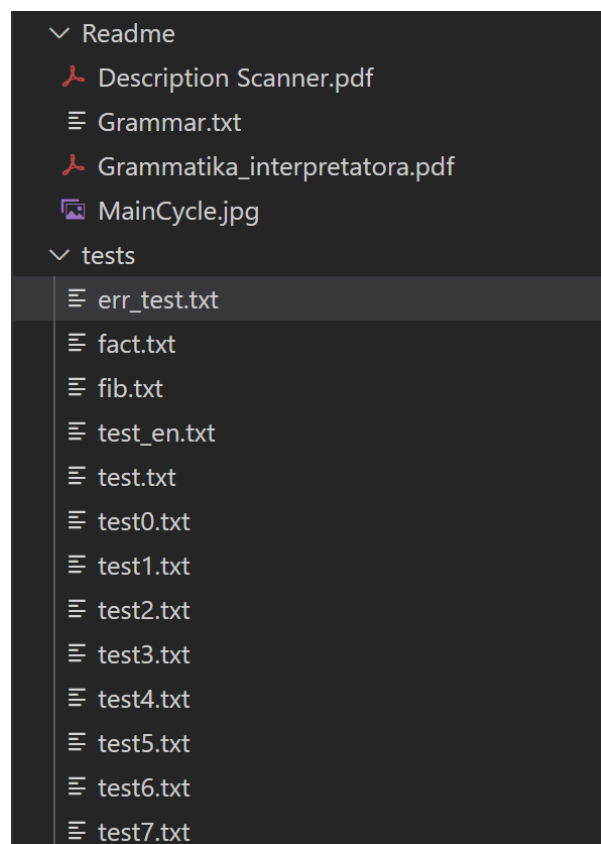 Readme
Description Scanner.pdf
Grammar.txt
Grammatika_interpretatora.pdf
MainCycle.jpg
tests
err_test.txt
fact.txt
fib.txt
test_en.txt
test.txt
test0.txt
test1.txt
test2.txt
test3.txt
test4.txt
test5.txt
test6.txt
test7.txt